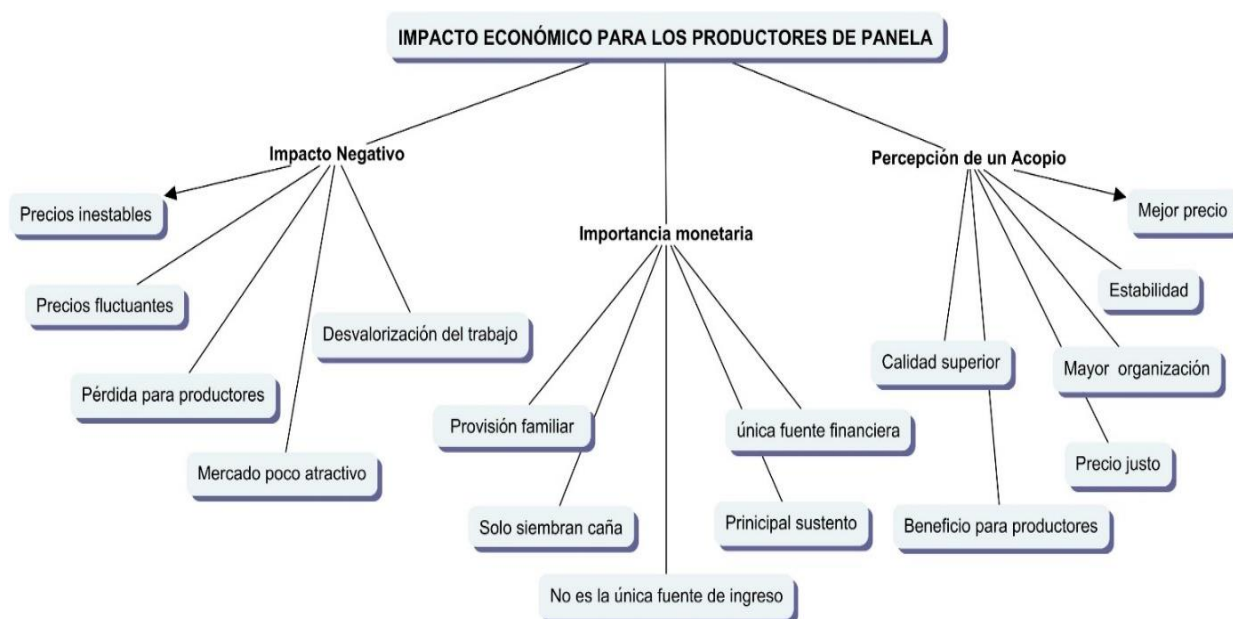 IMPACTO ECONÓMICO PARA LOS PRODUCTORES DE PANELA
Impacto Negativo
Precios inestables
Precios fluctuantes
Desvalorización del trabajo
Pérdida para productores
Mercado poco atractivo
Importancia monetaria
Provisión familiar
única fuente financiera
Solo siembran caña
Prinicipal sustento
No es la única fuente de ingreso
Percepción de un Acopio
Mejor precio
Estabilidad
Calidad superior
Mayor organización
Precio justo
Beneficio para productores